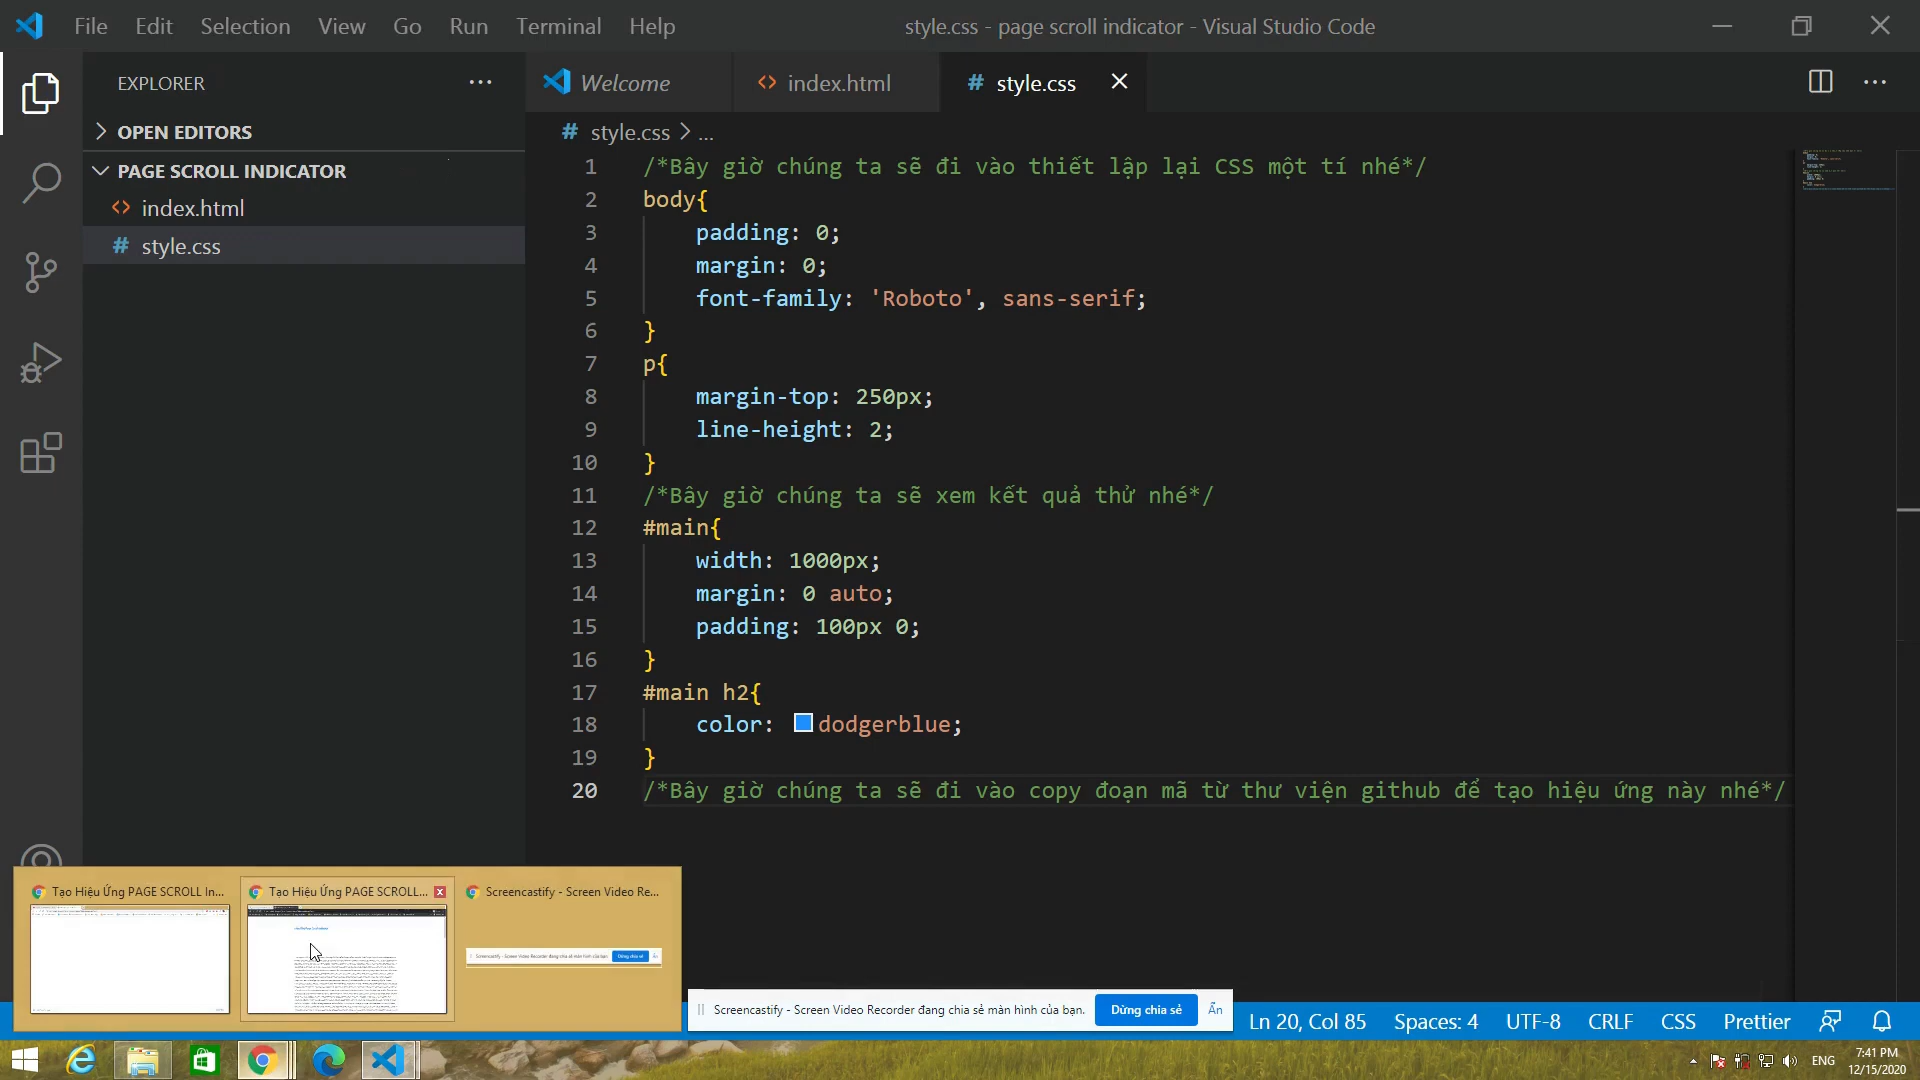 File Edit Selection View Go Run Terminal Help
style.css - page scroll indicator - Visual Studio Code
EXPLORER
OPEN EDITORS
PAGE SCROLL INDICATOR
index.html
style.css
Welcome
index.html
style.css
style.css > ...
1 /*Bây giờ chúng ta sẽ đi vào thiết lập lại CSS một tí nhé*/
2 body{
3 padding: 0;
4 margin: 0;
5 font-family: 'Roboto', sans-serif;
6 }
7 p{
8 margin-top: 250px;
9 line-height: 2;
10 }
11 /*Bây giờ chúng ta sẽ xem kết quả thử nhé*/
12 #main{
13 width: 1000px;
14 margin: 0 auto;
15 padding: 100px 0;
16 }
17 #main h2{
18 color: dodgerblue;
19 }
20 /*Bây giờ chúng ta sẽ đi vào copy đoạn mã từ thư viện github để tạo hiệu ứng này nhé*/
Tạo Hiệu Ứng PAGE SCROLL In...
Tạo Hiệu Ứng PAGE SCROLL...
Screencastify - Screen Video Re...
Screencastify - Screen Video Recorder đang chia sẻ màn hình của bạn. Dừng chia sẻ Ẩn
Ln 20, Col 85 Spaces: 4 UTF-8 CRLF CSS Prettier
ENG
7:41 PM
12/15/2020